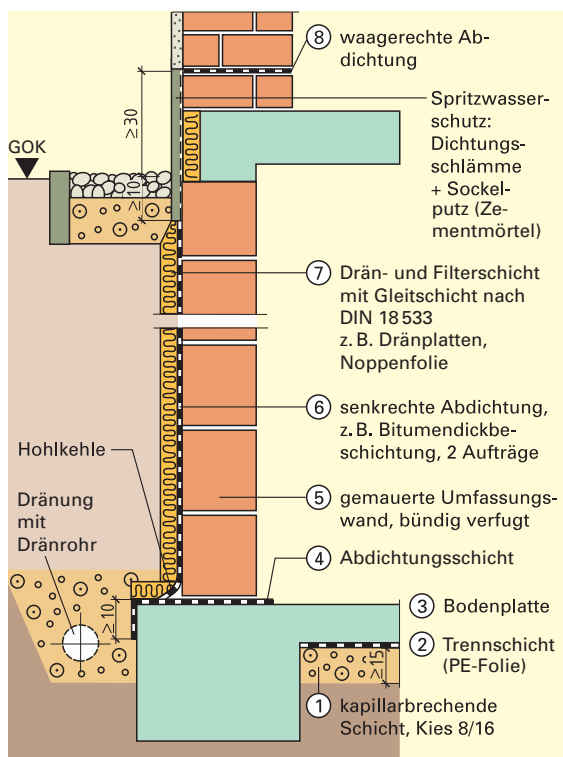 ⑧ waagerechte Ab-
dichtung
Spritzwasser-
schutz:
Dichtungs-
schlämme
+ Sockel-
putz (Ze-
mentmörtel)
≥30
GOK
≥10
⑦ Drän- und Filterschicht
mit Gleitschicht nach
DIN 18533
z. B. Dränplatten,
Noppenfolie
⑥ senkrechte Abdichtung,
z. B. Bitumendickbe-
schichtung, 2 Aufträge
Hohlkehle
Dränung
mit
Dränrohr
⑤ gemauerte Umfassungs-
wand, bündig verfugt
④ Abdichtungsschicht
≥10
③ Bodenplatte
② Trennschicht
(PE-Folie)
≥15
① kapillarbrechende
Schicht, Kies 8/16